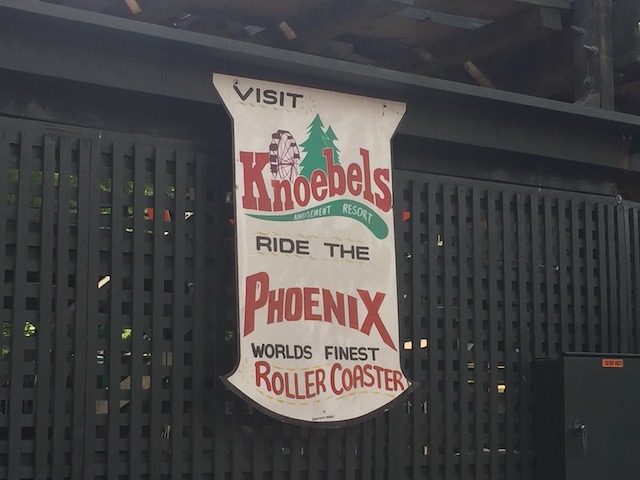 VISIT
Knoebels
AMUSEMENT RESORT
RIDE THE
PHOENIX
WORLDS FINEST
ROLLER COASTER